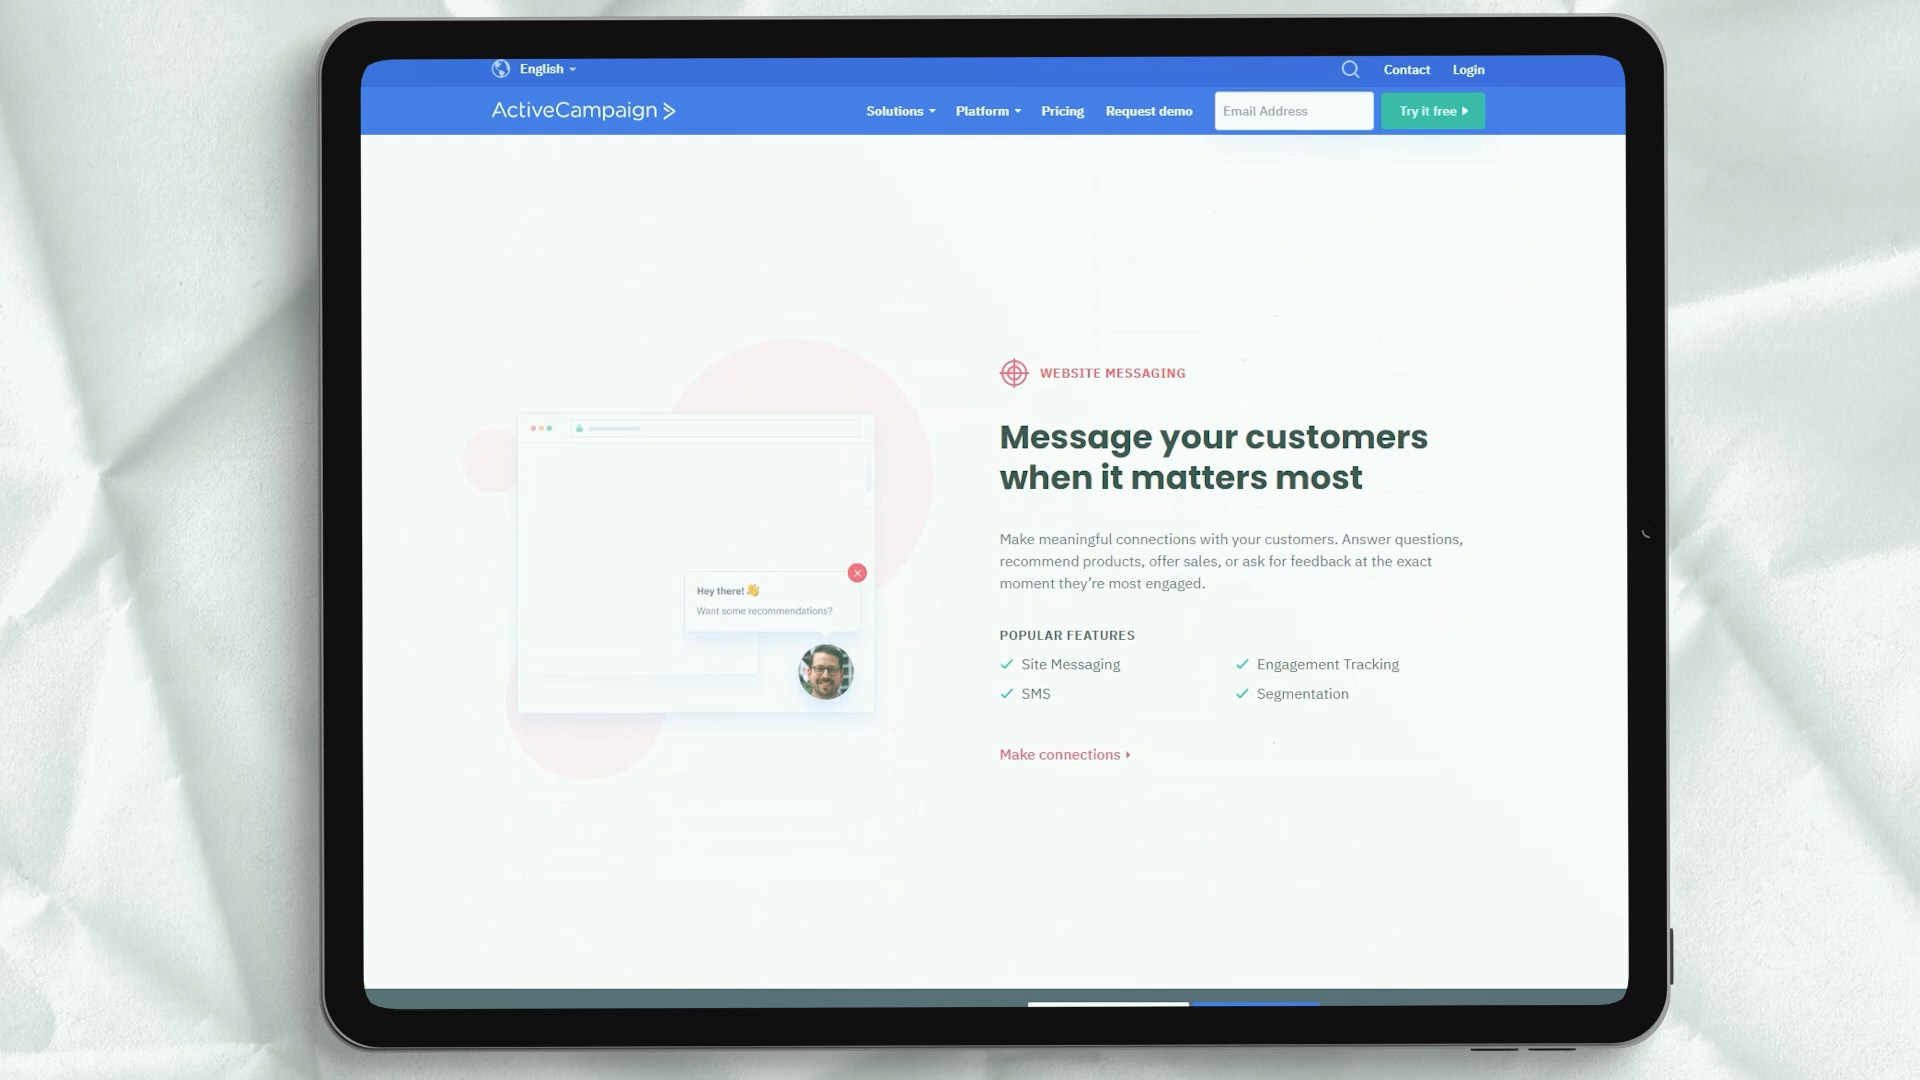 English
Contact
Login
ActiveCampaign >
Solutions
Platform
Pricing
Request demo
Email Address
Try it free
WEBSITE MESSAGING
Message your customers
when it matters most
Make meaningful connections with your customers. Answer questions,
recommend products, offer sales, or ask for feedback at the exact
moment they're most engaged.
Hey there! 👋
Want some recommendations?
POPULAR FEATURES
Site Messaging
Engagement Tracking
SMS
Segmentation
Make connections